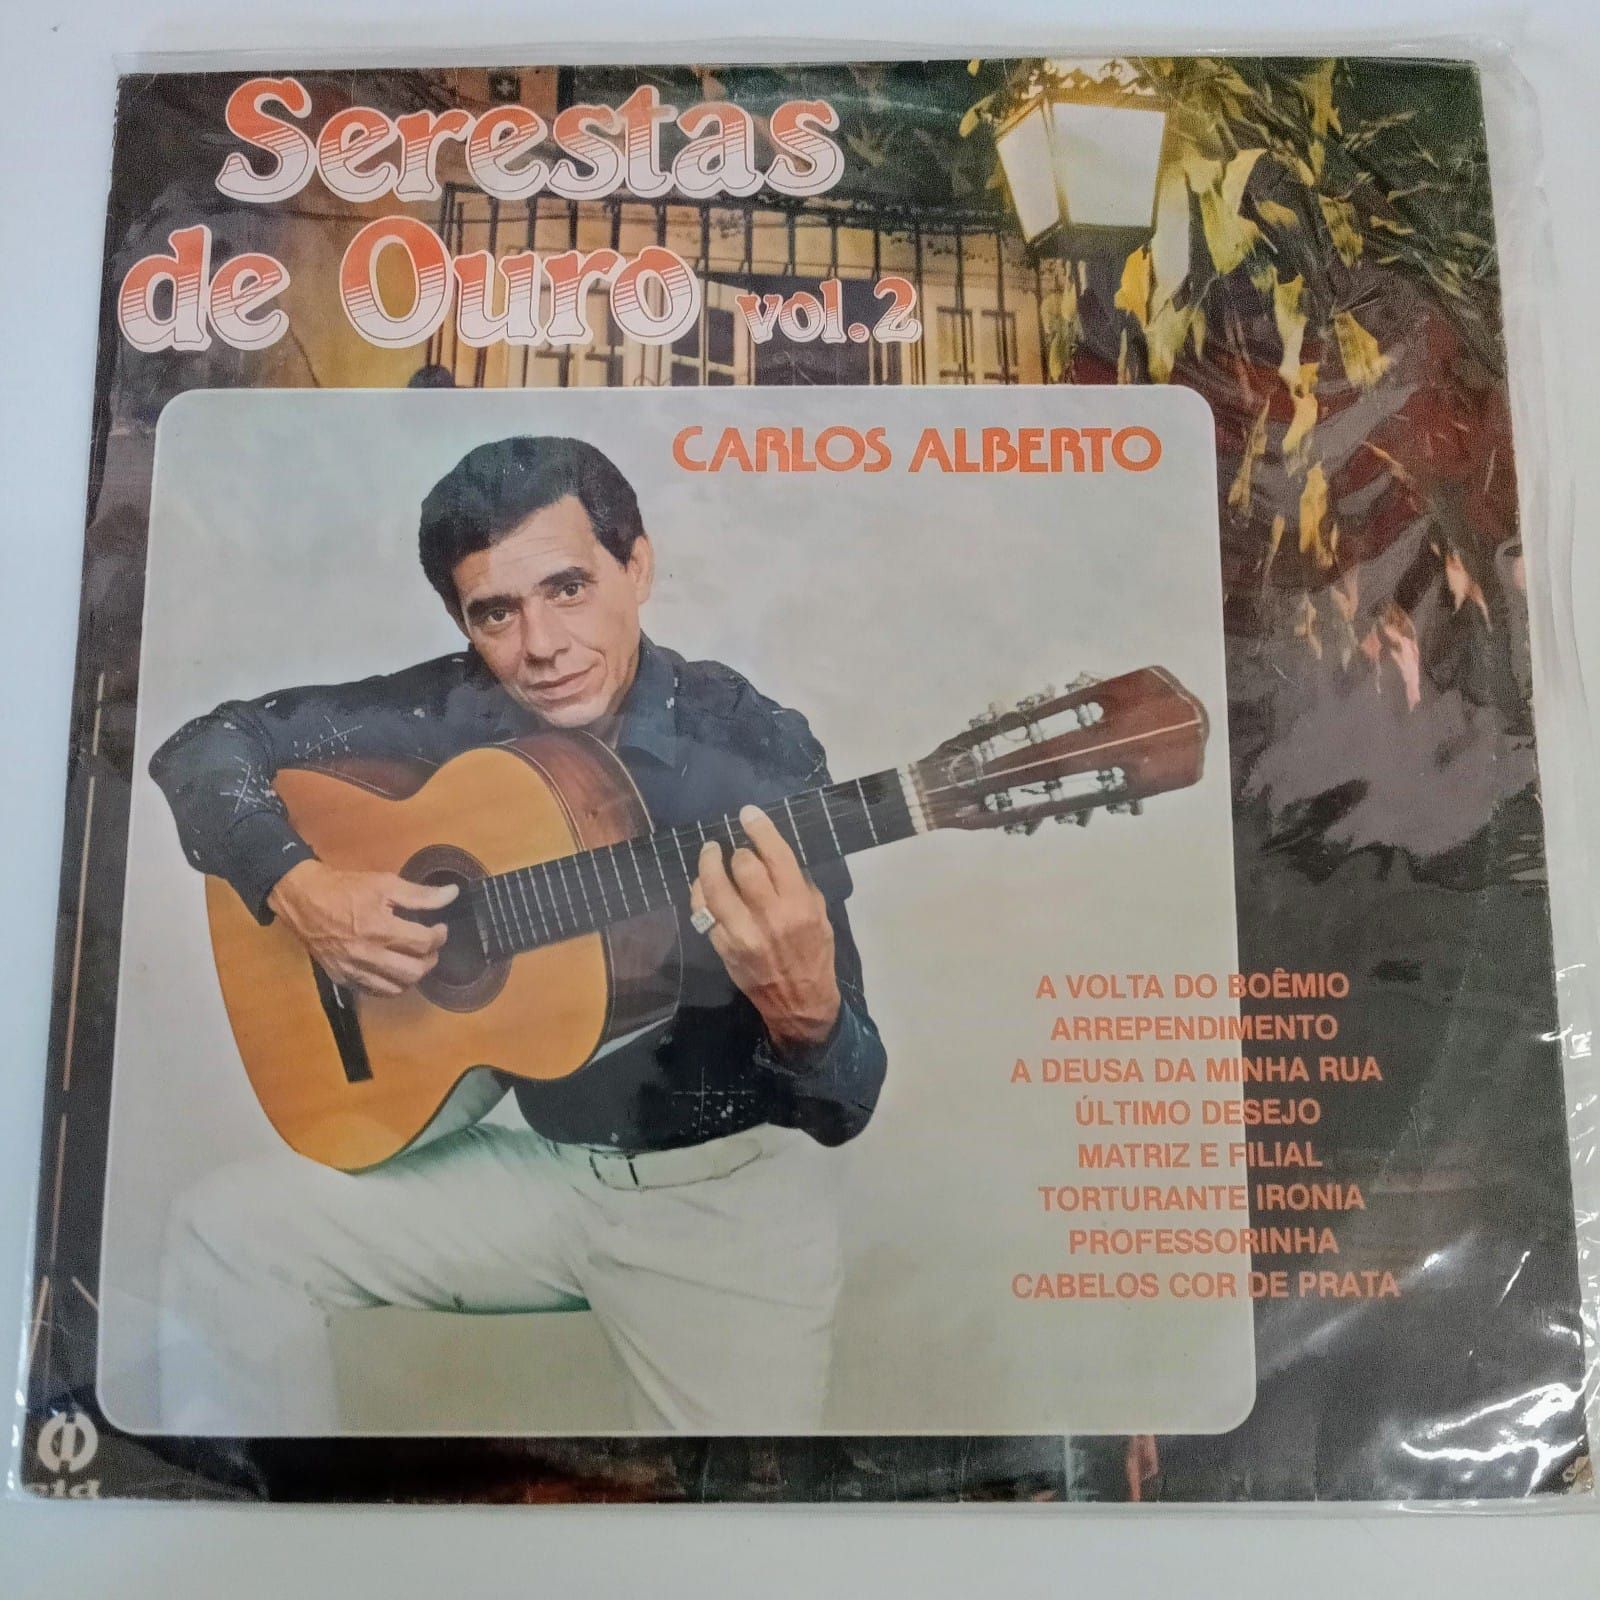 Serestas
de Ouro vol.2
CARLOS ALBERTO
A VOLTA DO BOÊMIO
ARREPENDIMENTO
A DEUSA DA MINHA RUA
ÚLTIMO DESEJO
MATRIZ E FILIAL
TORTURANTE IRONIA
PROFESSORINHA
CABELOS COR DE PRATA
cid